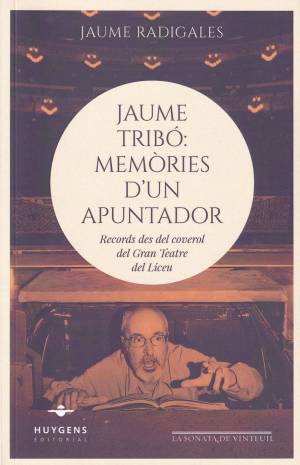 JAUME RADIGALES
JAUME
TRIBÓ:
MEMÒRIES
D'UN
APUNTADOR
Records des del coverol
del Gran Teatre
del Liceu
HUYGENS
EDITORIAL
LA SONATA DE VINTEUIL